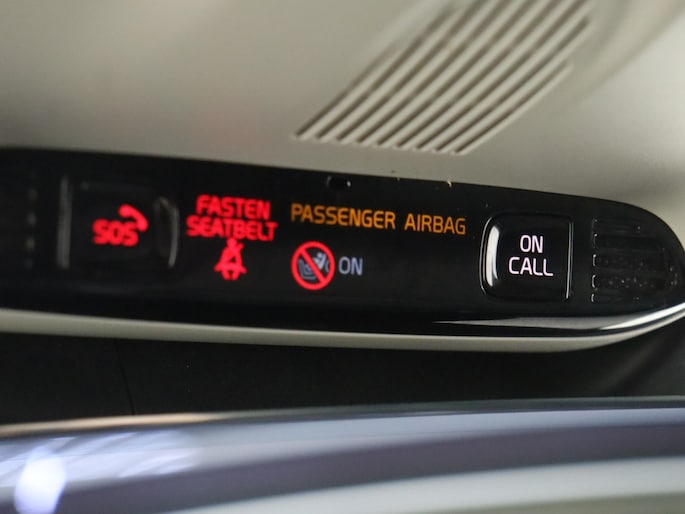 SOS
FASTEN
SEATBELT
PASSENGER AIRBAG
ON
ON
CALL